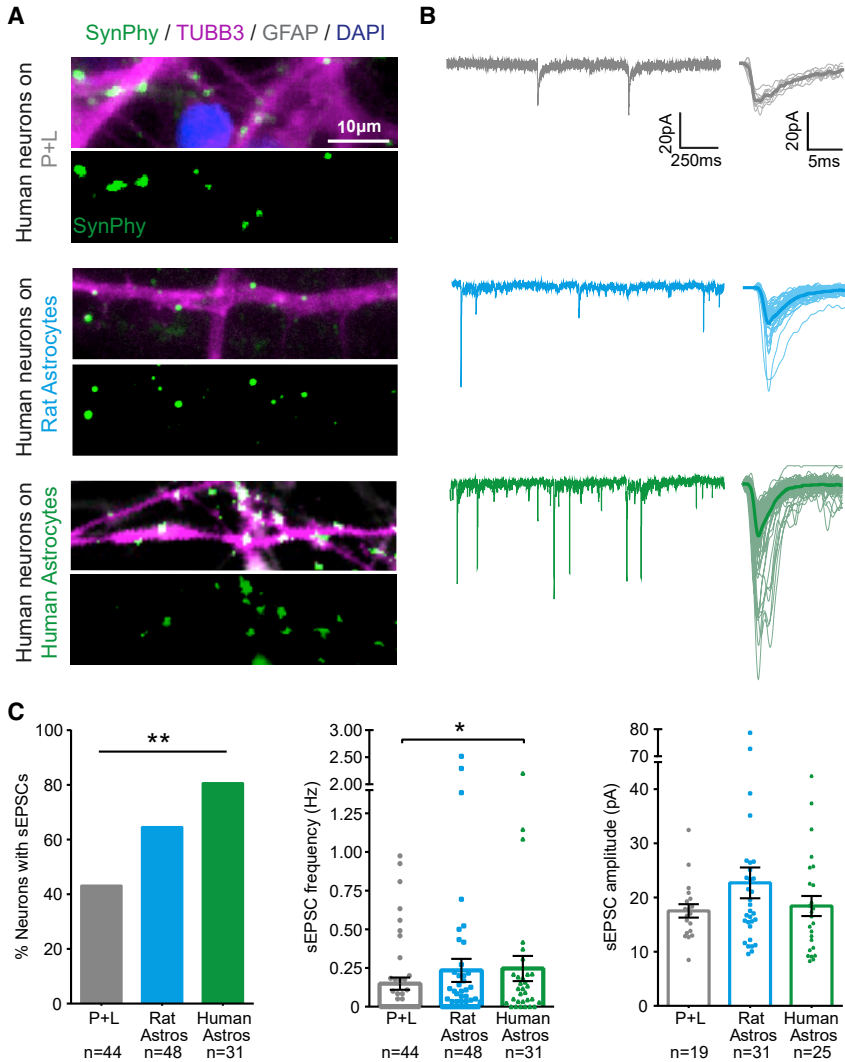 A
SynPhy / TUBB3 / GFAP / DAPI
Human neurons on
P+L
10µm
SynPhy
Human neurons on
Rat Astrocytes
Human neurons on
Human Astrocytes
B
20pA
250ms
20pA
5ms
C
% Neurons with sEPSCs
100
80
60
40
20
0
**
P+L
Rat
Astros
Human
Astros
n=44
n=48
n=31
sEPSC frequency (Hz)
3.00
2.50
2.00
1.25
1.00
0.75
0.50
0.25
0
*
P+L
Rat
Astros
Human
Astros
n=44
n=48
n=31
sEPSC amplitude (pA)
80
70
40
30
20
10
0
P+L
Rat
Astros
Human
Astros
n=19
n=31
n=25